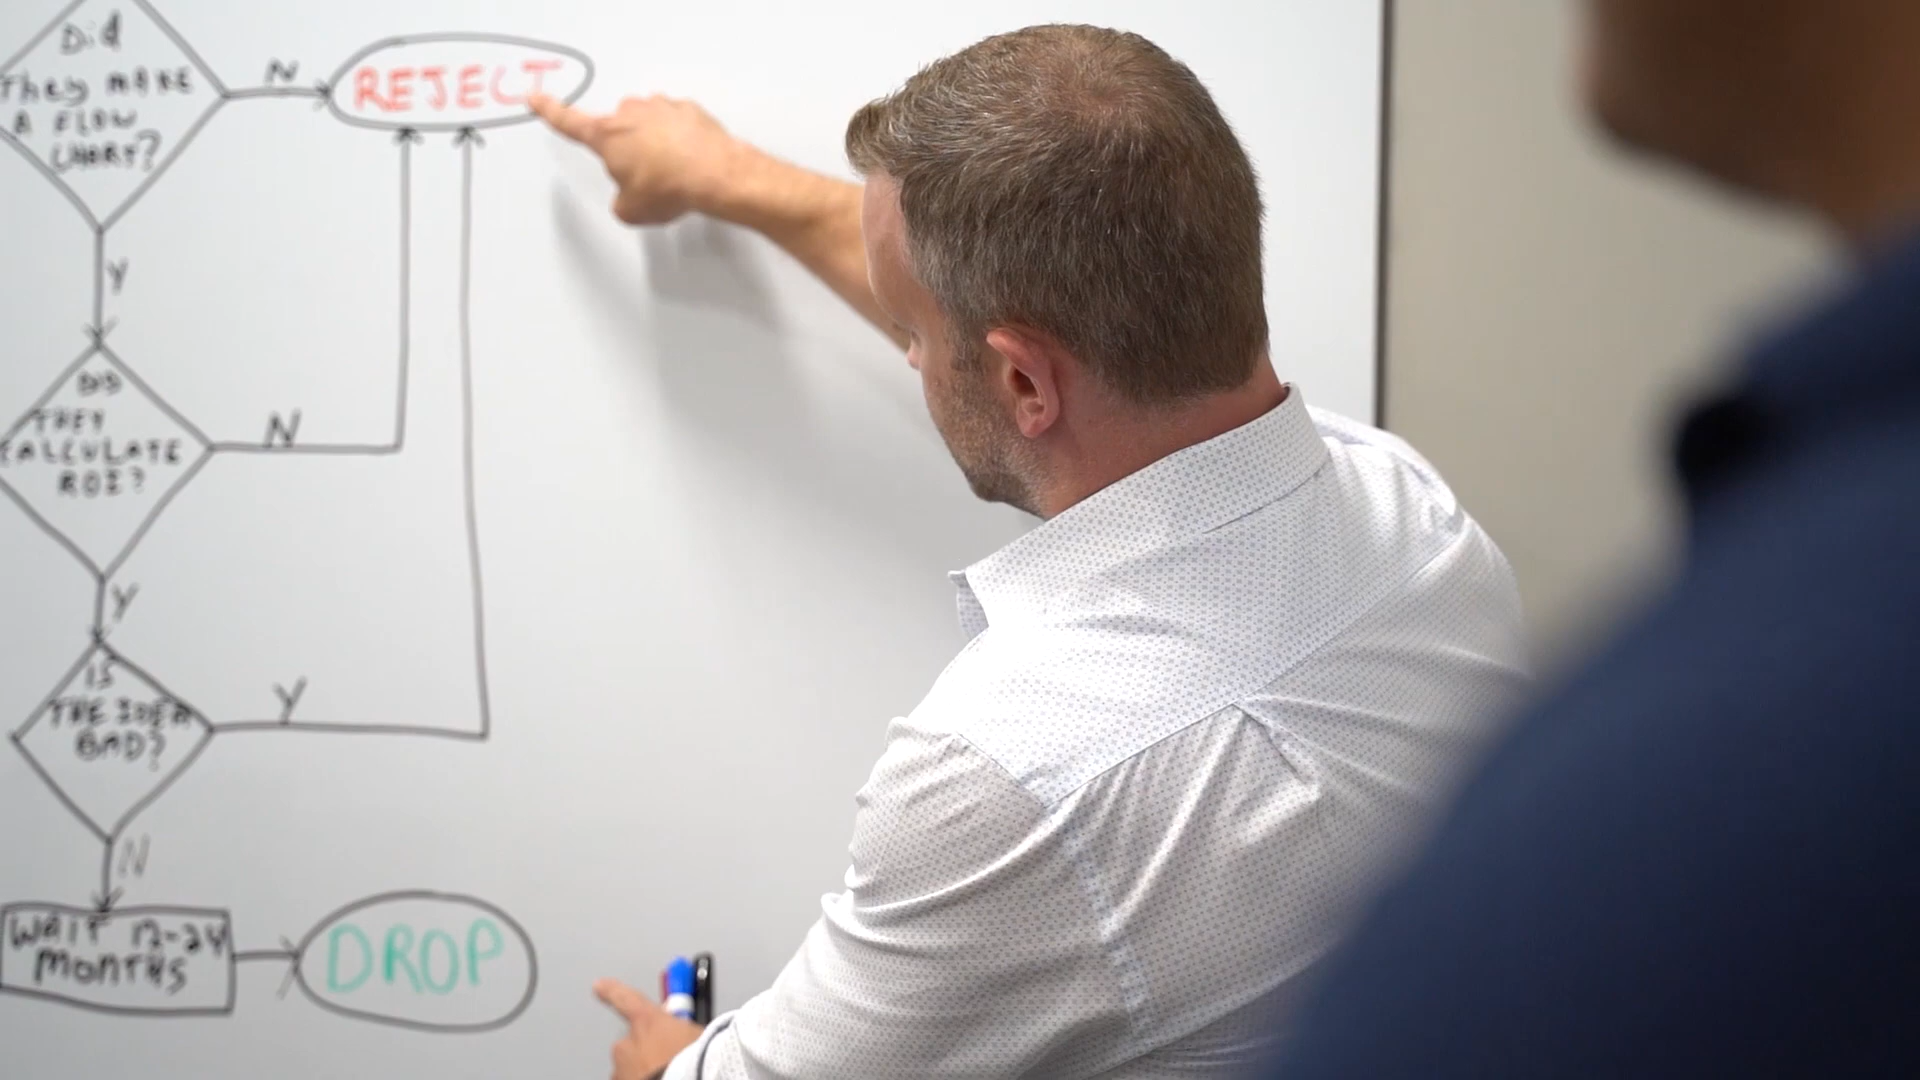 Did
They MAKE
A FLOW
CHART?
N
REJECT
Y
DID
THEY
CALCULATE
ROI?
N
Y
IS
THE IDEA
BAD?
Y
N
WAIT 12-24
MONTHS
DROP